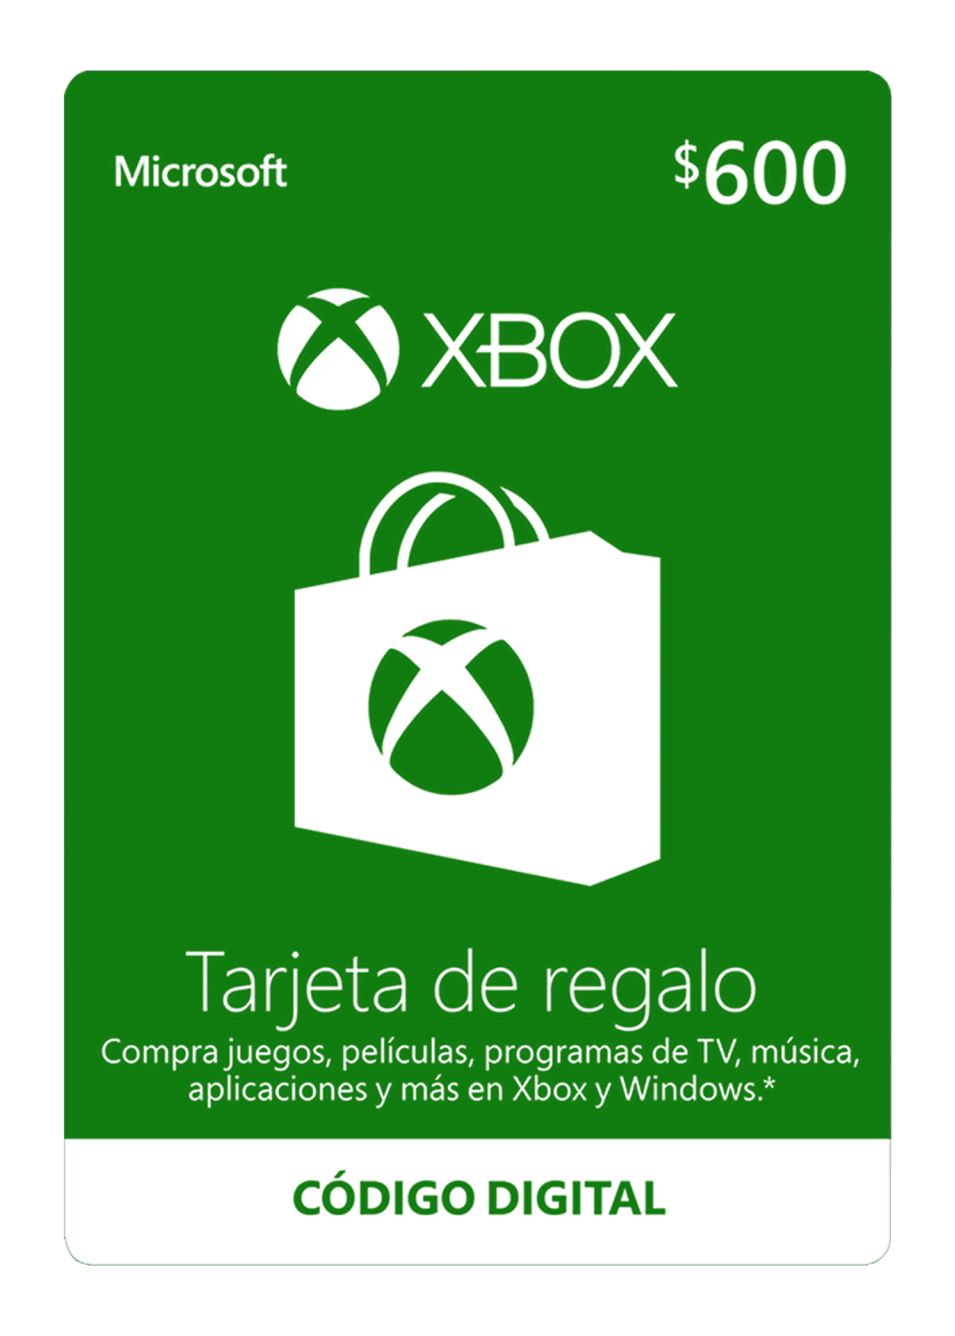 Microsoft
$600
XBOX
Tarjeta de regalo
Compra juegos, películas, programas de TV, música,
aplicaciones y más en Xbox y Windows.*
CÓDIGO DIGITAL